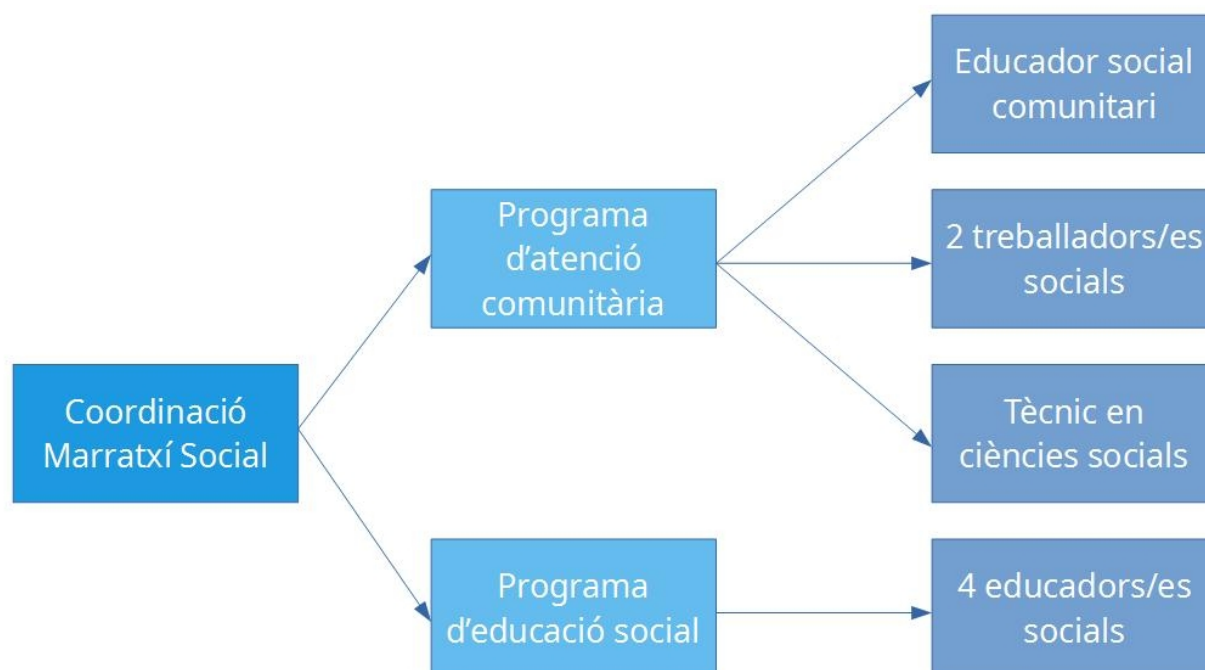 Coordinació
Marratxí Social
Programa
d’atenció
comunitària
Programa
d’educació social
Educador social
comunitari
2 treballadors/es
socials
Tècnic en
ciències socials
4 educadors/es
socials